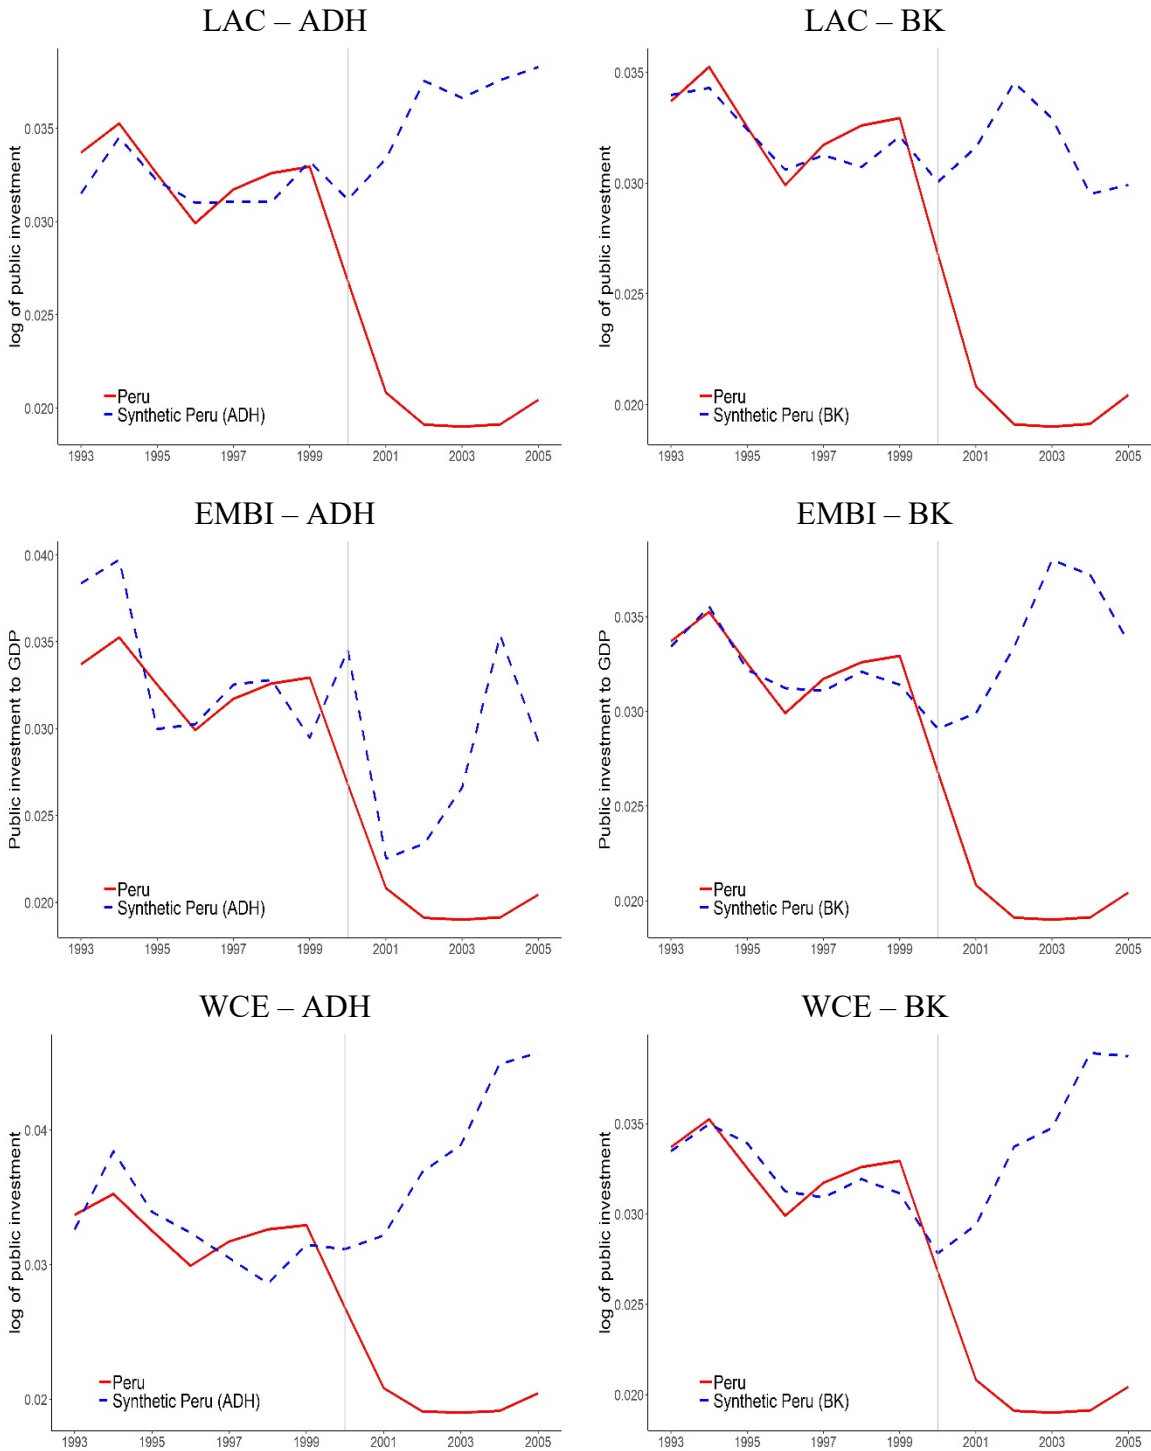 LAC – ADH
log of public investment
0.035
0.030
0.025
0.020
Peru
Synthetic Peru (ADH)
1993 1995 1997 1999 2001 2003 2005
LAC – BK
log of public investment
0.035
0.030
0.025
0.020
Peru
Synthetic Peru (BK)
1993 1995 1997 1999 2001 2003 2005
EMBI – ADH
Public investment to GDP
0.040
0.035
0.030
0.025
0.020
Peru
Synthetic Peru (ADH)
1993 1995 1997 1999 2001 2003 2005
EMBI – BK
Public investment to GDP
0.035
0.030
0.025
0.020
Peru
Synthetic Peru (BK)
1993 1995 1997 1999 2001 2003 2005
WCE – ADH
log of public investment
0.04
0.03
0.02
Peru
Synthetic Peru (ADH)
1993 1995 1997 1999 2001 2003 2005
WCE – BK
log of public investment
0.035
0.030
0.025
0.020
Peru
Synthetic Peru (BK)
1993 1995 1997 1999 2001 2003 2005